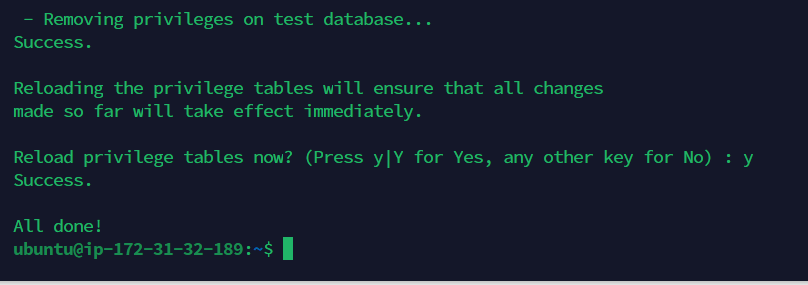 - Removing privileges on test database...
Success.
Reloading the privilege tables will ensure that all changes
made so far will take effect immediately.
Reload privilege tables now? (Press y|Y for Yes, any other key for No) : y
Success.
All done!
ubuntu@ip-172-31-32-189:~$